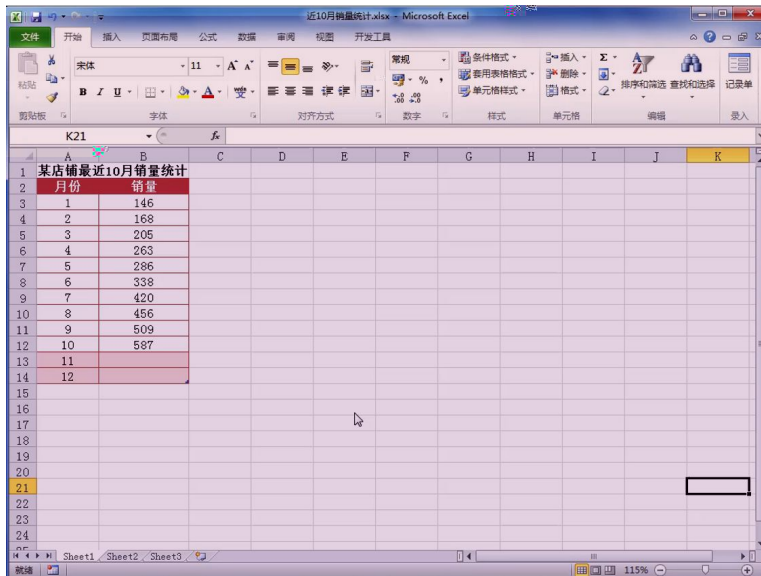 近10月销量统计.xlsx - Microsoft Excel
文件 开始 插入 页面布局 公式 数据 审阅 视图 开发工具
宋体 11 A A 常规 条件格式 插入 Σ
粘贴 套用表格格式 删除 排序和筛选 查找和选择 记录单
B I U A 变 % , 单元格样式 格式
剪贴板 字体 对齐方式 数字 样式 单元格 编辑 录入
K21 fx
A B C D E F G H I J K
1 某店铺最近10月销量统计
2 月份 销量
3 1 146
4 2 168
5 3 205
6 4 263
7 5 286
8 6 338
9 7 420
10 8 456
11 9 509
12 10 587
13 11
14 12
15
16
17
18
19
20
21
22
23
24
Sheet1 Sheet2 Sheet3
就绪 115%